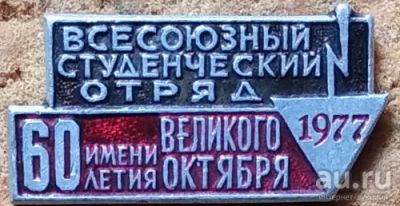 ВСЕСОЮЗНЫЙ
СТУДЕНЧЕСКИЙ
ОТРЯД
60 ИМЕНИ ЛЕТИЯ ВЕЛИКОГО ОКТЯБРЯ 1977
au.ru